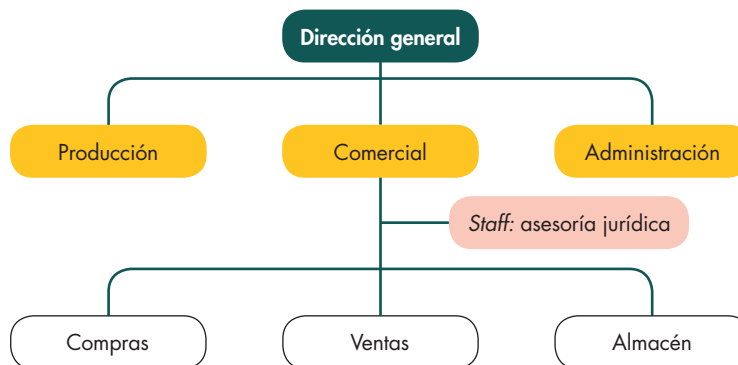 Dirección general
Producción
Comercial
Administración
Staff: asesoría jurídica
Compras
Ventas
Almacén